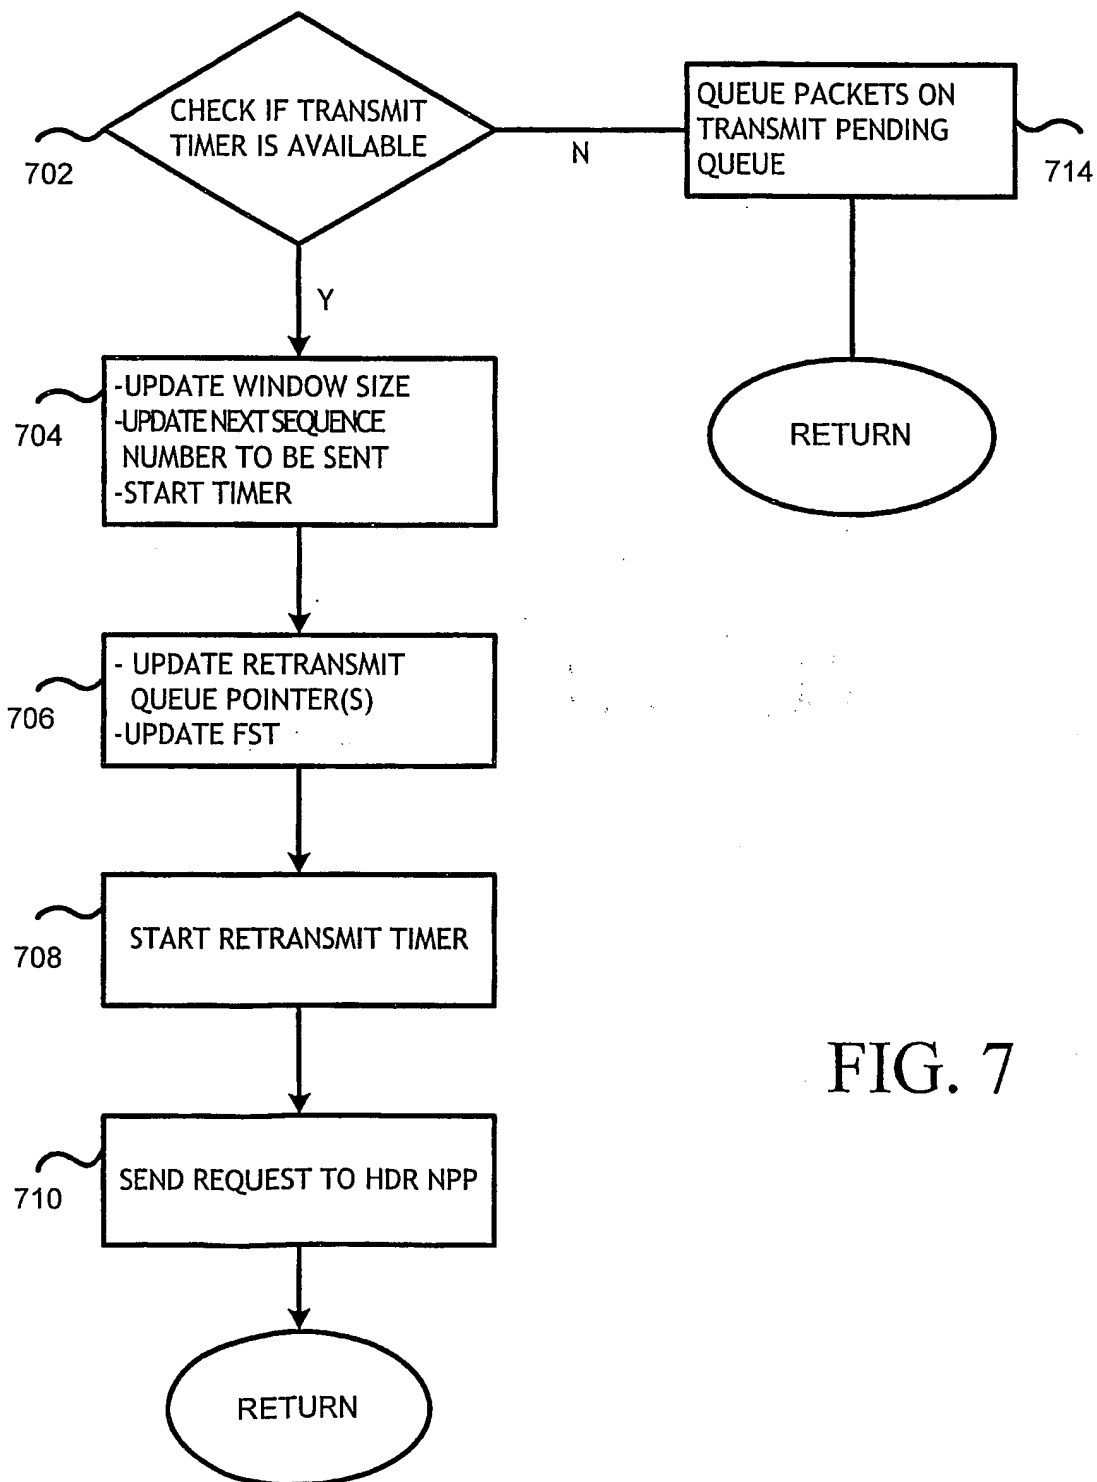 CHECK IF TRANSMIT
TIMER IS AVAILABLE
702
N
QUEUE PACKETS ON
TRANSMIT PENDING
QUEUE
714
Y
RETURN
-UPDATE WINDOW SIZE
-UPDATE NEXT SEQUENCE
NUMBER TO BE SENT
-START TIMER
704
- UPDATE RETRANSMIT
QUEUE POINTER(S)
-UPDATE FST
706
START RETRANSMIT TIMER
708
FIG. 7
SEND REQUEST TO HDR NPP
710
RETURN